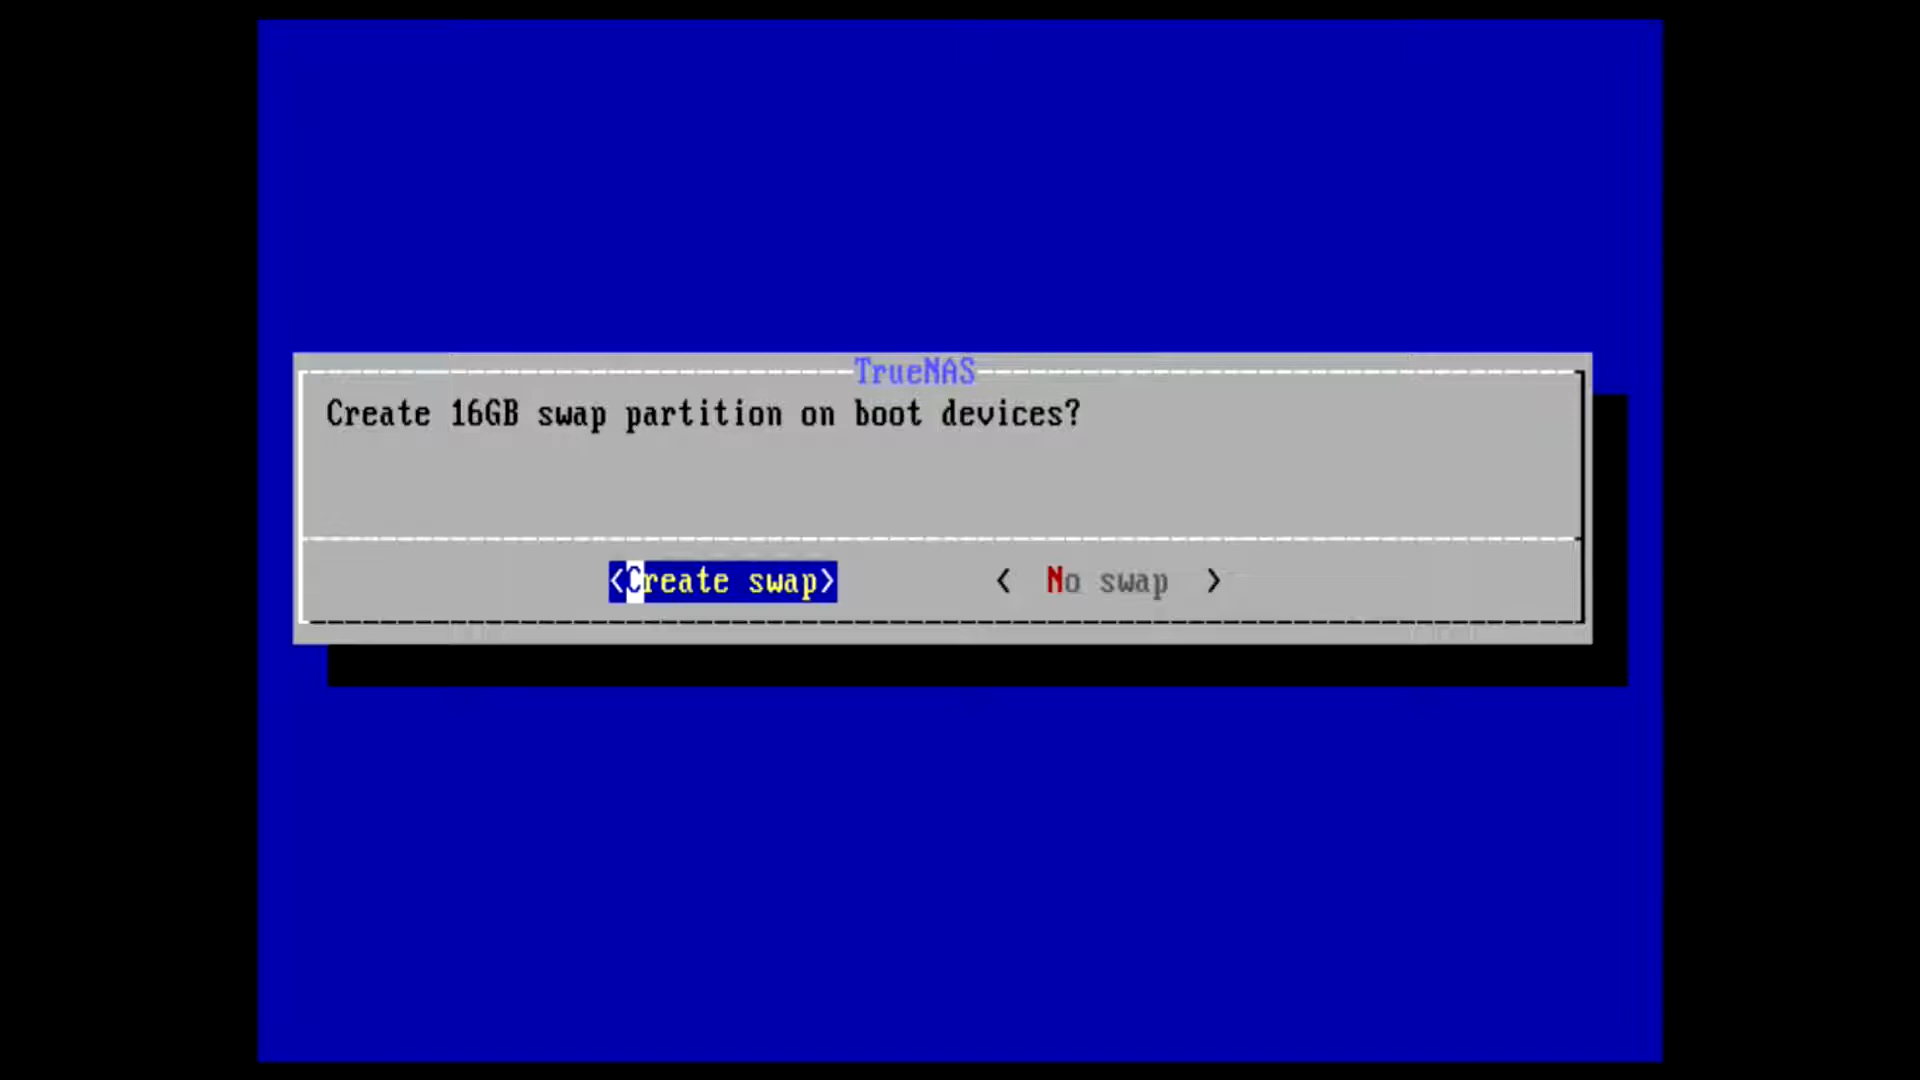 TrueNAS
Create 16GB swap partition on boot devices?
<Create swap> < No swap >